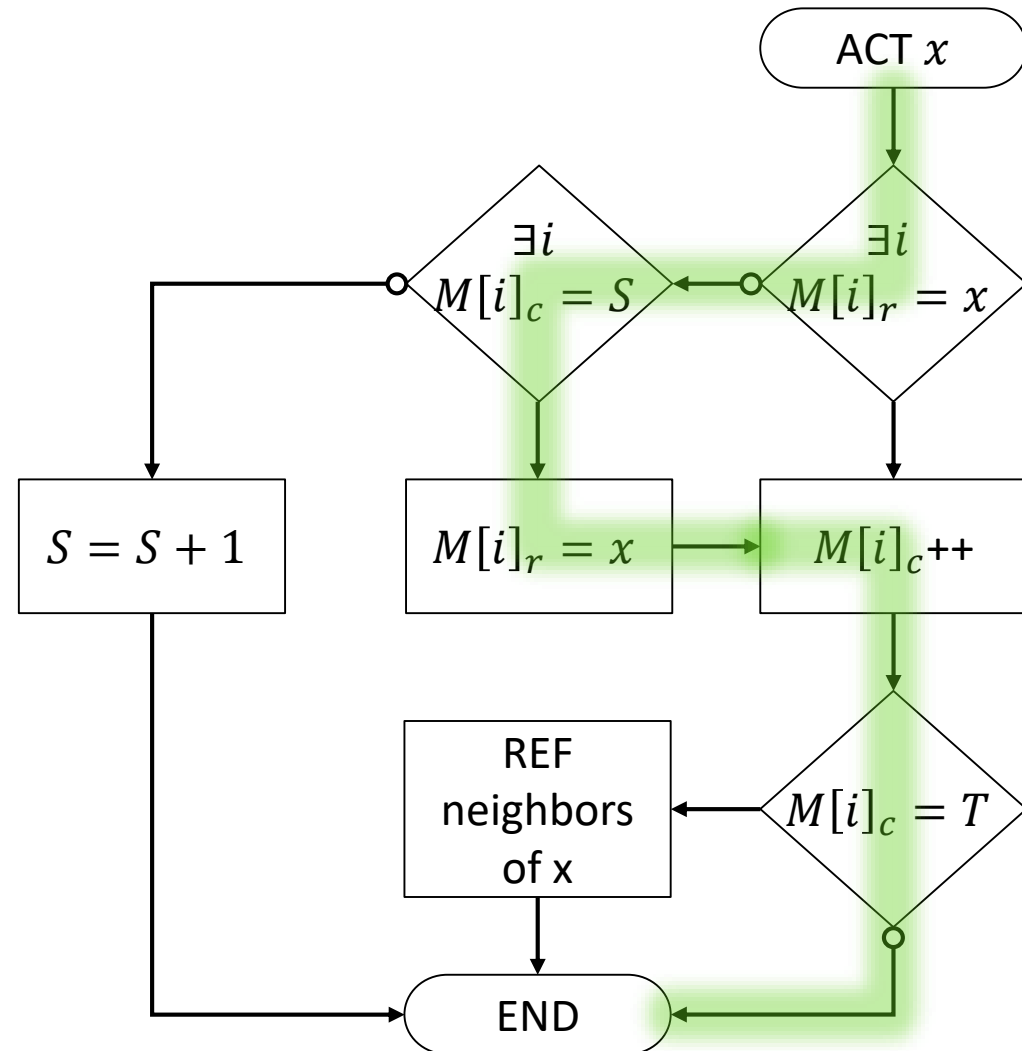 ACT 𝑥
∃𝑖
𝑀[𝑖]𝑟 = 𝑥
∃𝑖
𝑀[𝑖]𝑐 = 𝑆
𝑆 = 𝑆 + 1
𝑀[𝑖]𝑟 = 𝑥
𝑀[𝑖]𝑐++
𝑀[𝑖]𝑐 = 𝑇
REF
neighbors
of x
END